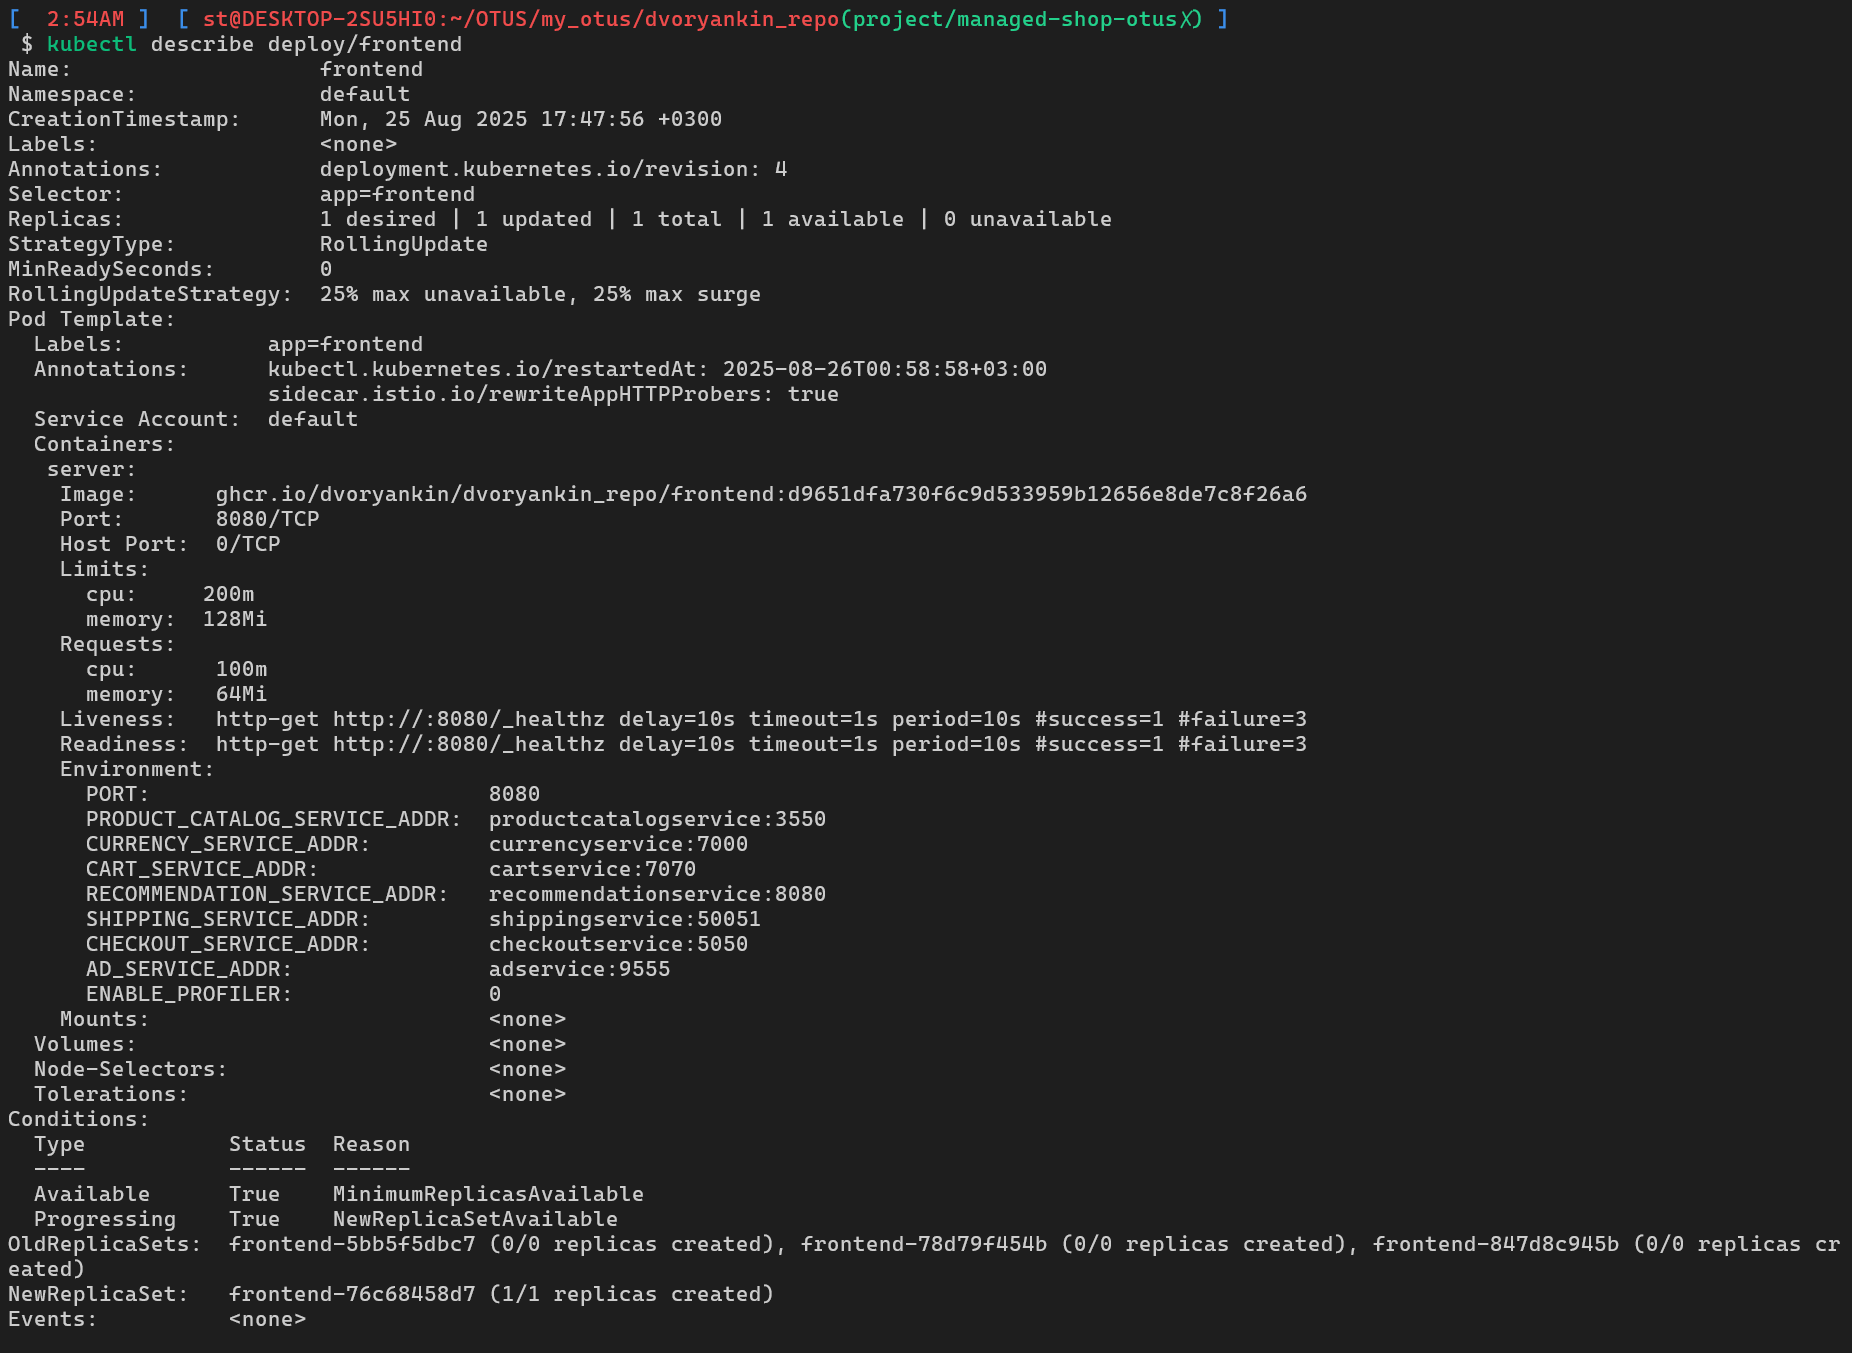 [  2:54AM ]  [ st@DESKTOP-2SU5HI0:~/OTUS/my_otus/dvoryankin_repo(project/managed-shop-otus✗) ]
 $ kubectl describe deploy/frontend
Name:                   frontend
Namespace:              default
CreationTimestamp:      Mon, 25 Aug 2025 17:47:56 +0300
Labels:                 <none>
Annotations:            deployment.kubernetes.io/revision: 4
Selector:               app=frontend
Replicas:               1 desired | 1 updated | 1 total | 1 available | 0 unavailable
StrategyType:           RollingUpdate
MinReadySeconds:        0
RollingUpdateStrategy:  25% max unavailable, 25% max surge
Pod Template:
  Labels:           app=frontend
  Annotations:      kubectl.kubernetes.io/restartedAt: 2025-08-26T00:58:58+03:00
                    sidecar.istio.io/rewriteAppHTTPProbers: true
  Service Account:  default
  Containers:
   server:
    Image:      ghcr.io/dvoryankin/dvoryankin_repo/frontend:d9651dfa730f6c9d533959b12656e8de7c8f26a6
    Port:       8080/TCP
    Host Port:  0/TCP
    Limits:
      cpu:     200m
      memory:  128Mi
    Requests:
      cpu:      100m
      memory:   64Mi
    Liveness:   http-get http://:8080/_healthz delay=10s timeout=1s period=10s #success=1 #failure=3
    Readiness:  http-get http://:8080/_healthz delay=10s timeout=1s period=10s #success=1 #failure=3
    Environment:
      PORT:                          8080
      PRODUCT_CATALOG_SERVICE_ADDR:  productcatalogservice:3550
      CURRENCY_SERVICE_ADDR:         currencyservice:7000
      CART_SERVICE_ADDR:             cartservice:7070
      RECOMMENDATION_SERVICE_ADDR:   recommendationservice:8080
      SHIPPING_SERVICE_ADDR:         shippingservice:50051
      CHECKOUT_SERVICE_ADDR:         checkoutservice:5050
      AD_SERVICE_ADDR:               adservice:9555
      ENABLE_PROFILER:               0
    Mounts:                          <none>
  Volumes:                           <none>
  Node-Selectors:                    <none>
  Tolerations:                       <none>
Conditions:
  Type           Status  Reason
  ----           ------  ------
  Available      True    MinimumReplicasAvailable
  Progressing    True    NewReplicaSetAvailable
OldReplicaSets:  frontend-5bb5f5dbc7 (0/0 replicas created), frontend-78d79f454b (0/0 replicas created), frontend-847d8c945b (0/0 replicas cr
eated)
NewReplicaSet:   frontend-76c68458d7 (1/1 replicas created)
Events:          <none>